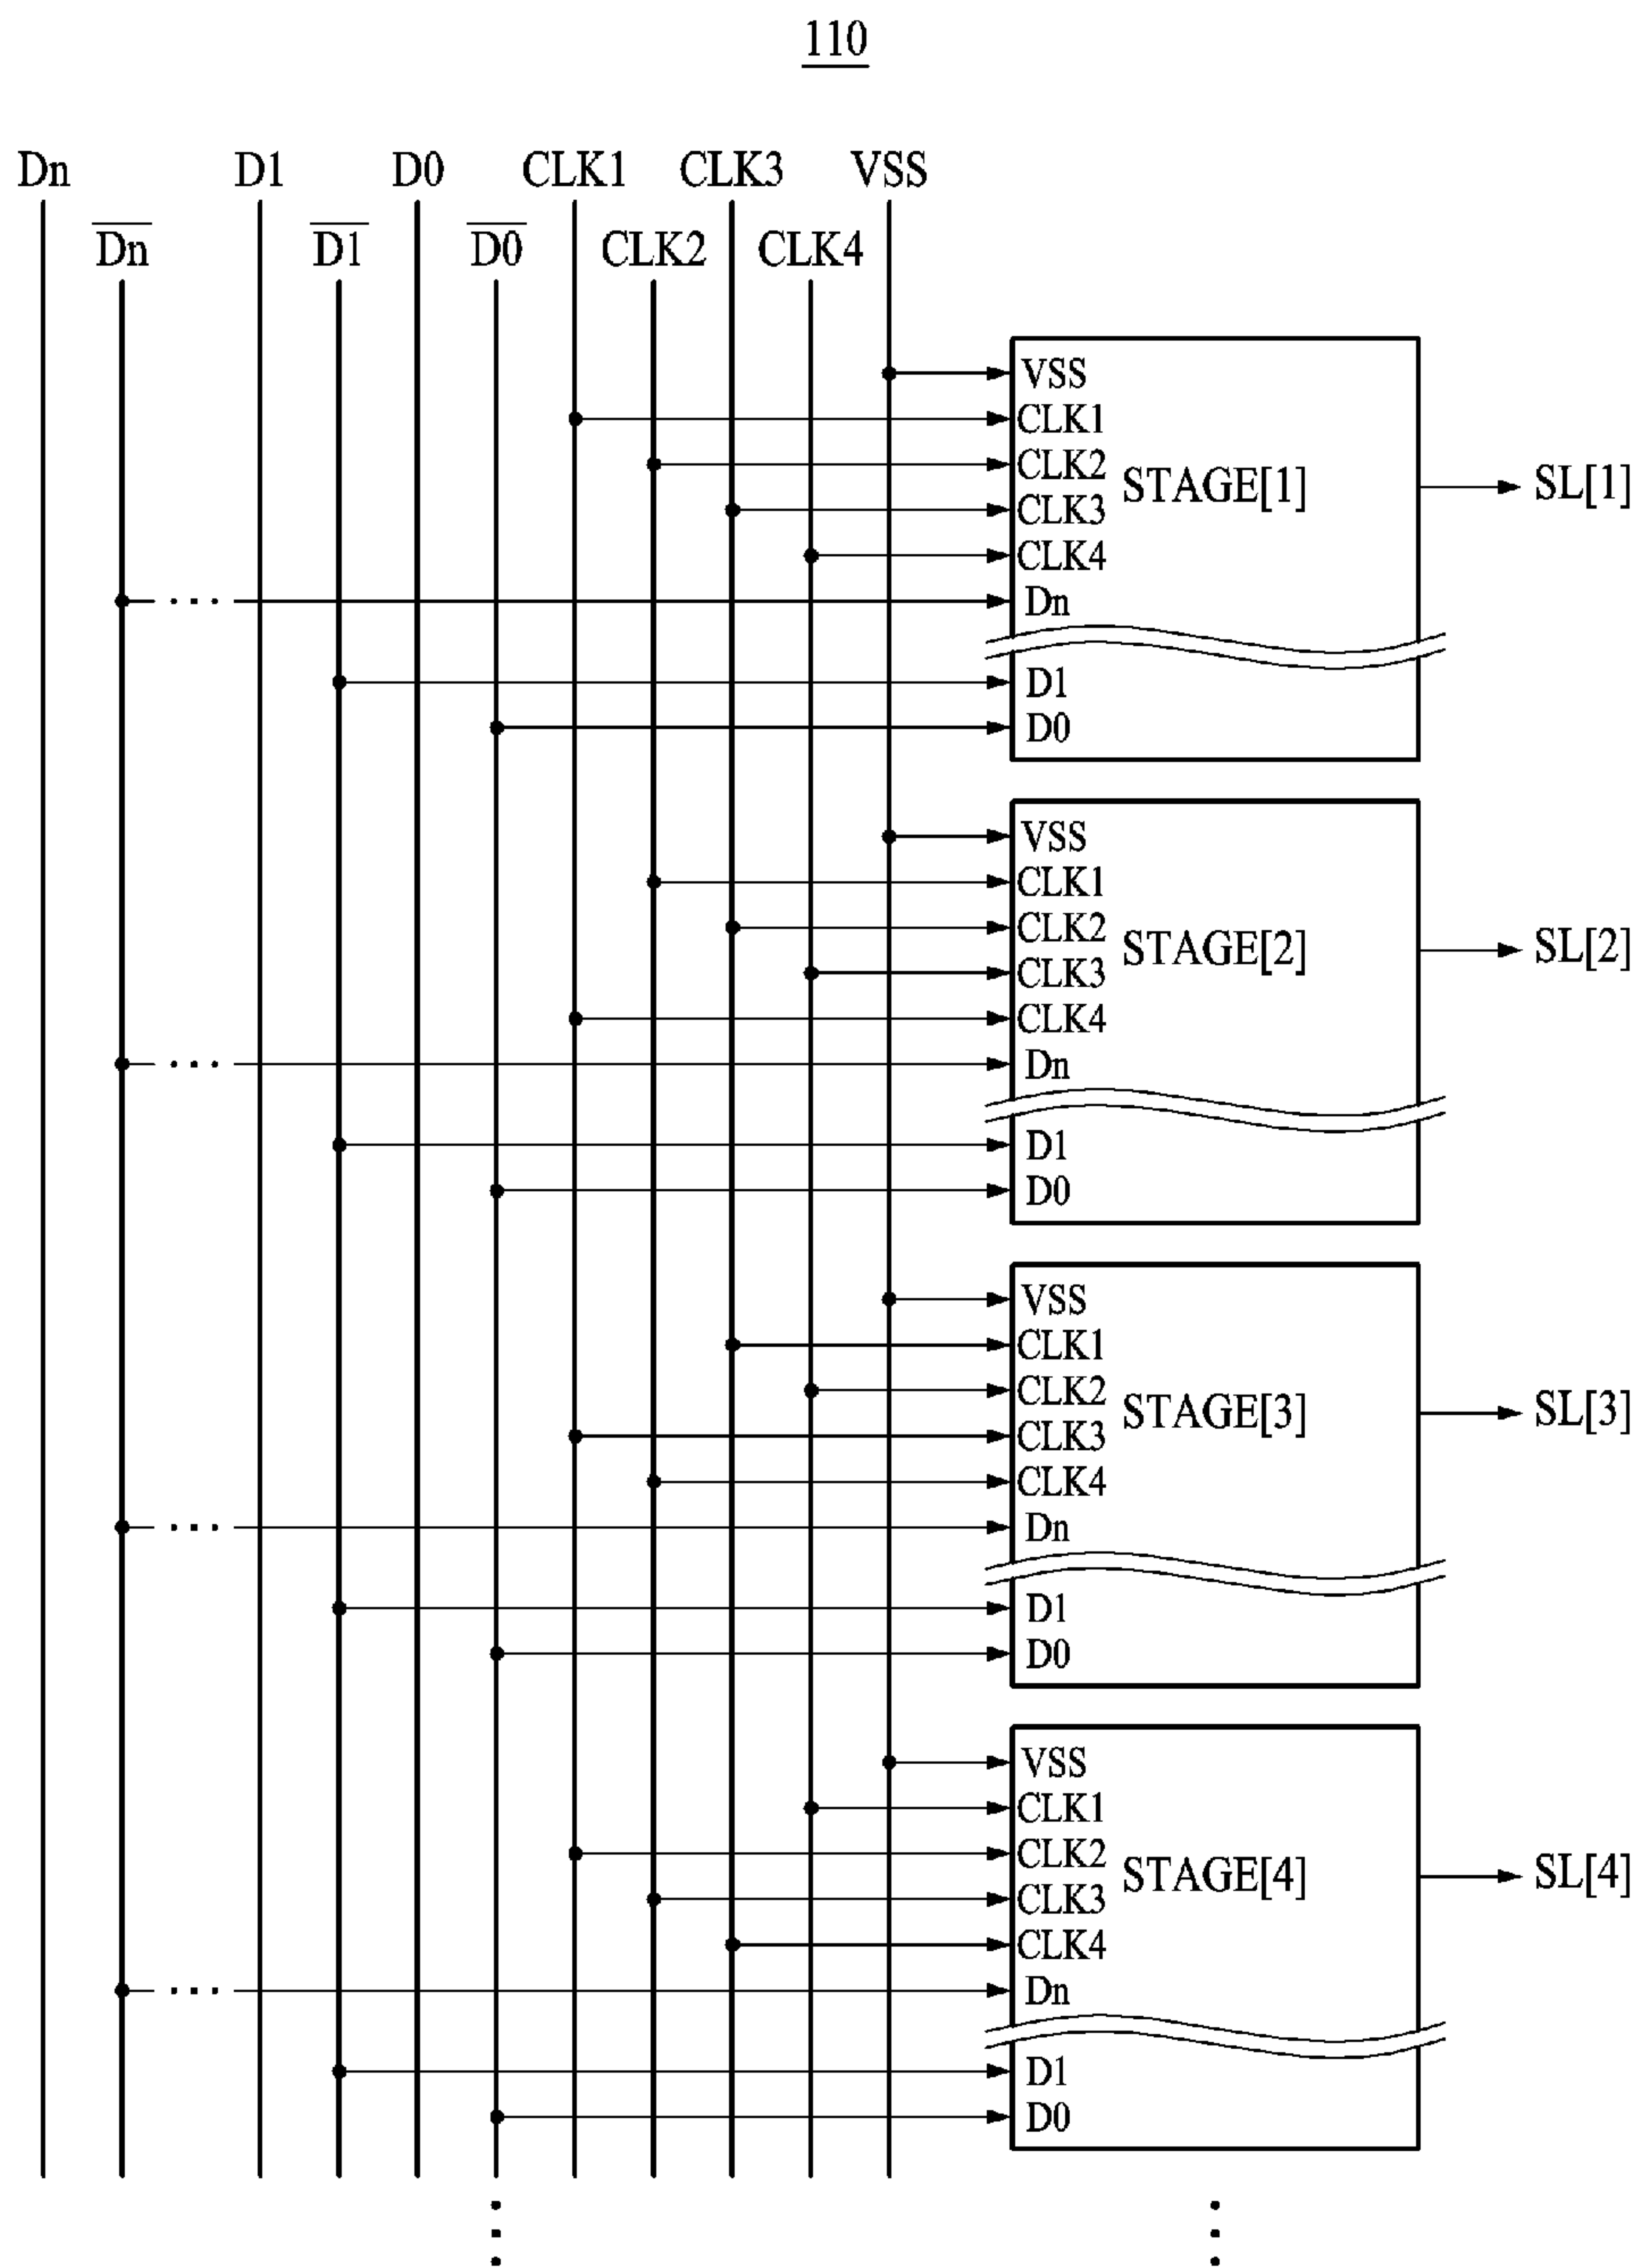 110
Dn D1 D0 CLK1 CLK3 VSS
D̅n̅ D̅1̅ D̅0̅ CLK2 CLK4
VSS
CLK1
CLK2
STAGE[1] SL[1]
CLK3
CLK4
... Dn
D1
D0
VSS
CLK1
CLK2
STAGE[2] SL[2]
CLK3
CLK4
... Dn
D1
D0
VSS
CLK1
CLK2
STAGE[3] SL[3]
CLK3
CLK4
... Dn
D1
D0
VSS
CLK1
CLK2
STAGE[4] SL[4]
CLK3
CLK4
... Dn
D1
D0